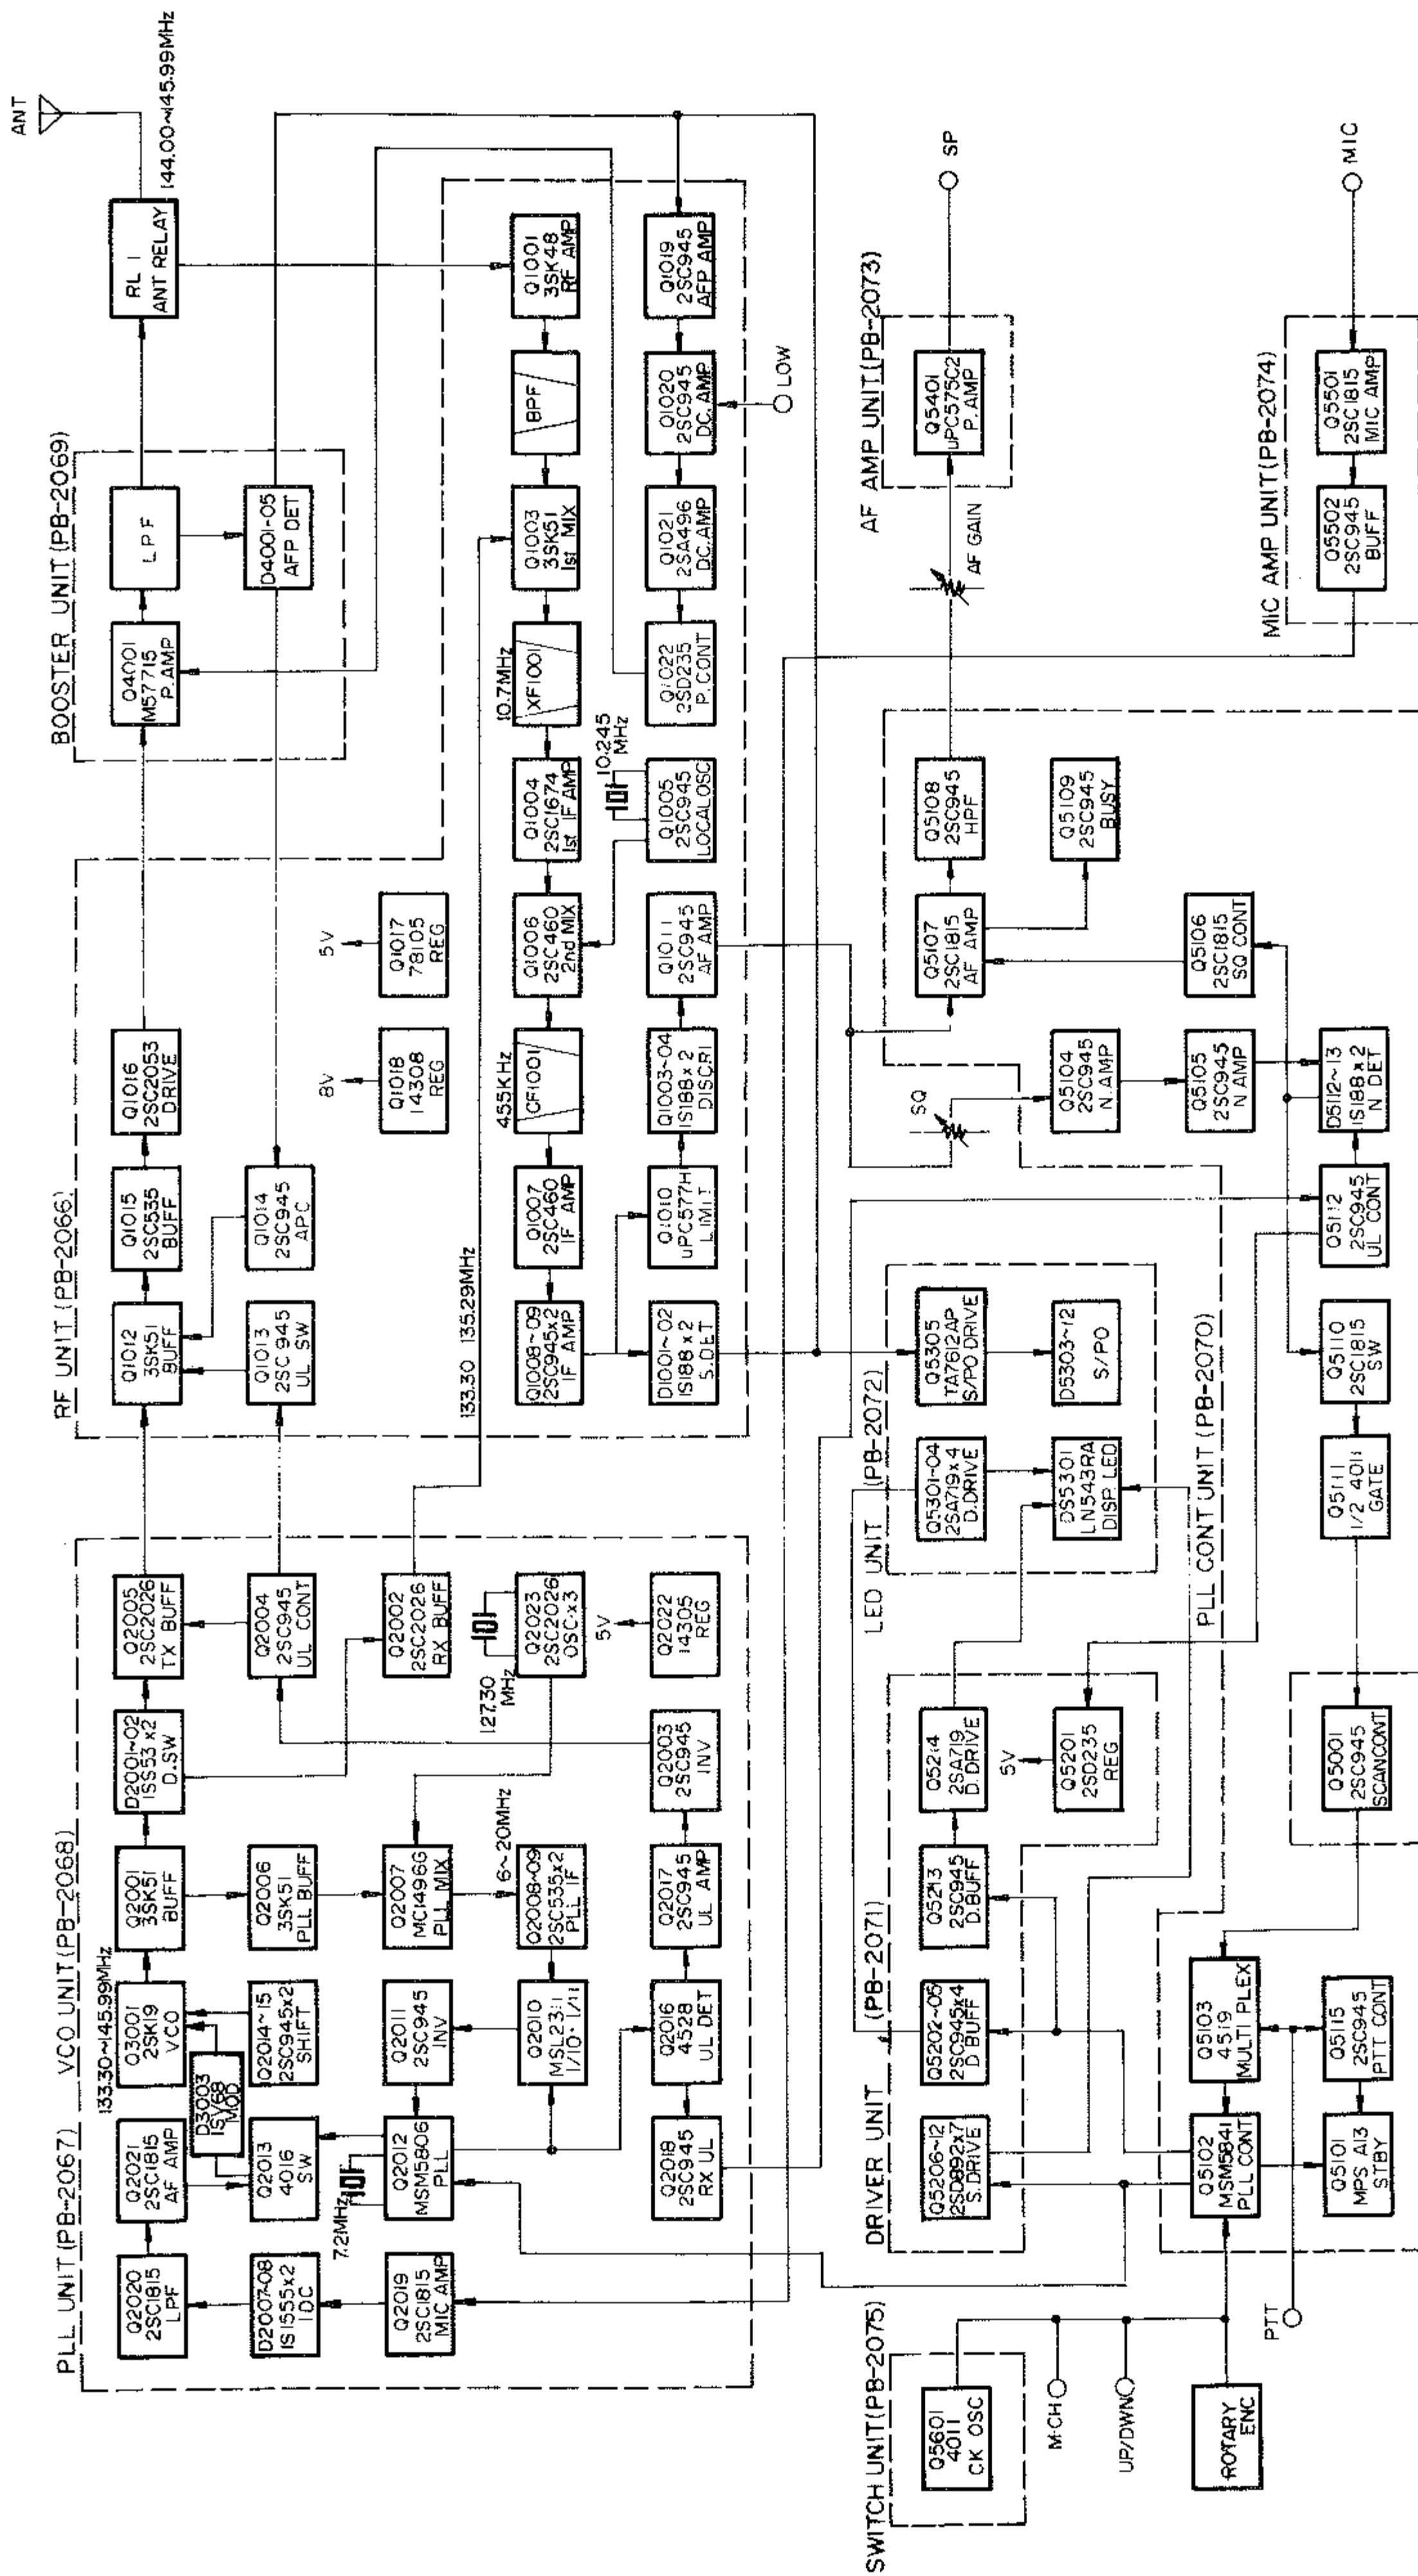 PLL UNIT(PB-2067)
VCO UNIT(PB-2068)
133.30~145.99MHz
Q2020
2SC1815
LPF
Q2021
2SC1815
AF AMP
Q3001
2SK19
VCO
Q2001
3SK51
BUFF
D2001~02
1SS53x2
D.SW
Q2005
2SC2026
TX BUFF
D2007~08
1S1555x2
IDC
Q2013
4016
SW
D3003
1SV68
MOD
Q2014~15
2SC945x2
SHIFT
Q2006
3SK51
PLL BUFF
Q2004
2SC945
UL CONT
Q2019
2SC1815
MIC AMP
7.2MHz
Q2012
MSM5806
PLL
Q2011
2SC945
INV
Q2007
MC1496G
PLL MIX
Q2002
2SC2026
RX BUFF
127.30
MHz
6~20MHz
Q2010
MSL2311
1/10·1/11
Q2008~09
2SC535x2
PLL IF
Q2023
2SC2026
OSC·x3
5V
Q2018
2SC945
RX UL
Q2016
4528
UL DET
Q2017
2SC945
UL AMP
Q2003
2SC945
INV
Q2022
14305
REG
RF UNIT(PB-2066)
Q1012
3SK51
BUFF
Q1015
2SC535
BUFF
Q1016
2SC2053
DRIVE
Q1013
2SC945
UL SW
Q1014
2SC945
APC
8V
Q1018
14308
REG
5V
Q1017
78105
REG
133.30 135.29MHz
Q1008~09
2SC945x2
IF AMP
Q1007
2SC460
IF AMP
455KHz
CF1001
Q1006
2SC460
2nd MIX
Q1004
2SC1674
1st IF AMP
10.7MHz
XF1001
Q1003
3SK51
1st MIX
BPF
Q1001
3SK48
RF AMP
D1001~02
1S188x2
S.DET
Q1010
uPC577H
LIMIT
Q1003~04
1S188x2
DISCRI
Q1011
2SC945
AF AMP
10.245
MHz
Q1005
2SC945
LOCALOSC
Q1022
2SD235
P.CONT
Q1021
2SA496
DC.AMP
Q1020
2SC945
DC.AMP
Q1019
2SC945
AFP AMP
LOW
BOOSTER UNIT(PB-2069)
Q4001
M57715
P.AMP
LPF
D4001~05
AFP DET
RL 1
ANT RELAY
ANT
144.00~145.99MHz
SWITCH UNIT(PB-2075)
Q5601
4011
CK OSC
M·CH
UP/DWN
ROTARY
ENC
PTT
DRIVER UNIT (PB-2071)
Q5206~12
2SD892x7
S.DRIVE
Q5202~05
2SC945x4
D BUFF
Q5213
2SC945
D.BUFF
Q5214
2SA719
D.DRIVE
5V
Q5201
2SD235
REG
LED UNIT (PB-2072)
Q5301~04
2SA719x4
D.DRIVE
Q5305
TA7612AP
S/PO DRIVE
DS5301
LN543RA
DISP. LED
D5303~12
S/PO
PLL CONT UNIT(PB-2070)
Q5102
MSM5841
PLL CONT
Q5103
4519
MULTI PLEX
Q5101
MPS A13
STBY
Q5115
2SC945
PTT CONT
Q5001
2SC945
SCANCONT
Q5111
1/2 4011
GATE
Q5110
2SC1815
SW
Q5112
2SC945
UL CONT
D5112~13
1S188x2
N DET
SQ
Q5104
2SC945
N.AMP
Q5105
2SC945
N AMP
Q5106
2SC1815
SQ CONT
Q5107
2SC1815
AF AMP
Q5108
2SC945
HPF
Q5109
2SC945
BUSY
AF GAIN
AF AMP UNIT(PB-2073)
Q5401
uPC575C2
P. AMP
SP
MIC AMP UNIT(PB-2074)
Q5502
2SC945
BUFF
Q5501
2SC1815
MIC AMP
MIC